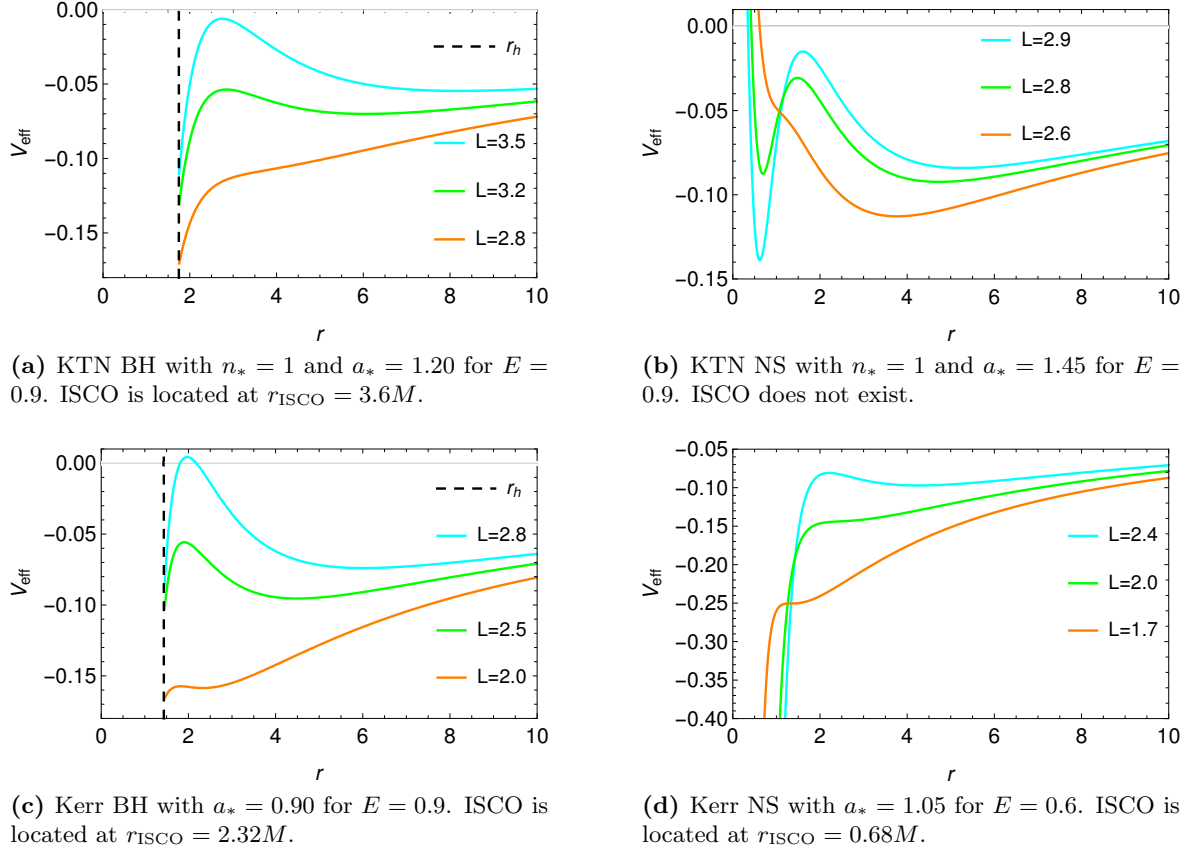 0.00
−0.05
−0.10
−0.15
V_eff
0 2 4 6 8 10
r
r_h
L=3.5
L=3.2
L=2.8
(a) KTN BH with n_* = 1 and a_* = 1.20 for E =
0.9. ISCO is located at r_ISCO = 3.6M.
0.00
−0.05
−0.10
−0.15
V_eff
0 2 4 6 8 10
r
L=2.9
L=2.8
L=2.6
(b) KTN NS with n_* = 1 and a_* = 1.45 for E =
0.9. ISCO does not exist.
0.00
−0.05
−0.10
−0.15
V_eff
0 2 4 6 8 10
r
r_h
L=2.8
L=2.5
L=2.0
(c) Kerr BH with a_* = 0.90 for E = 0.9. ISCO is
located at r_ISCO = 2.32M.
−0.05
−0.10
−0.15
−0.20
−0.25
−0.30
−0.35
−0.40
V_eff
0 2 4 6 8 10
r
L=2.4
L=2.0
L=1.7
(d) Kerr NS with a_* = 1.05 for E = 0.6. ISCO is
located at r_ISCO = 0.68M.